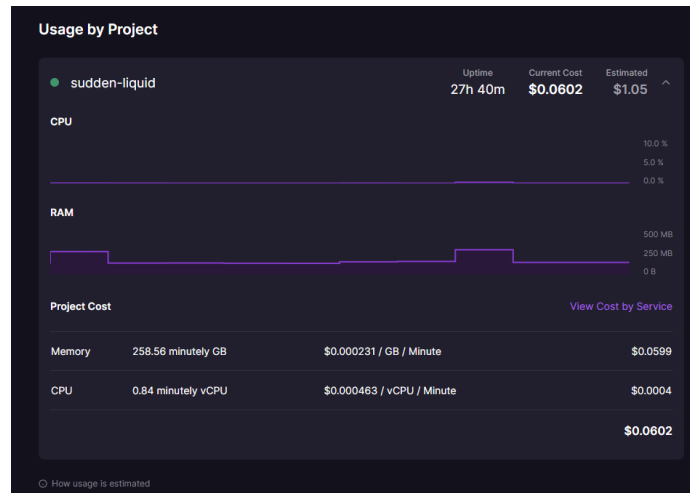 Usage by Project
sudden-liquid
Uptime
27h 40m
Current Cost
$0.0602
Estimated
$1.05
CPU
10.0 %
5.0 %
0.0 %
RAM
500 MB
250 MB
0 B
Project Cost
View Cost by Service
Memory 258.56 minutely GB $0.000231 / GB / Minute $0.0599
CPU 0.84 minutely vCPU $0.000463 / vCPU / Minute $0.0004
$0.0602
How usage is estimated